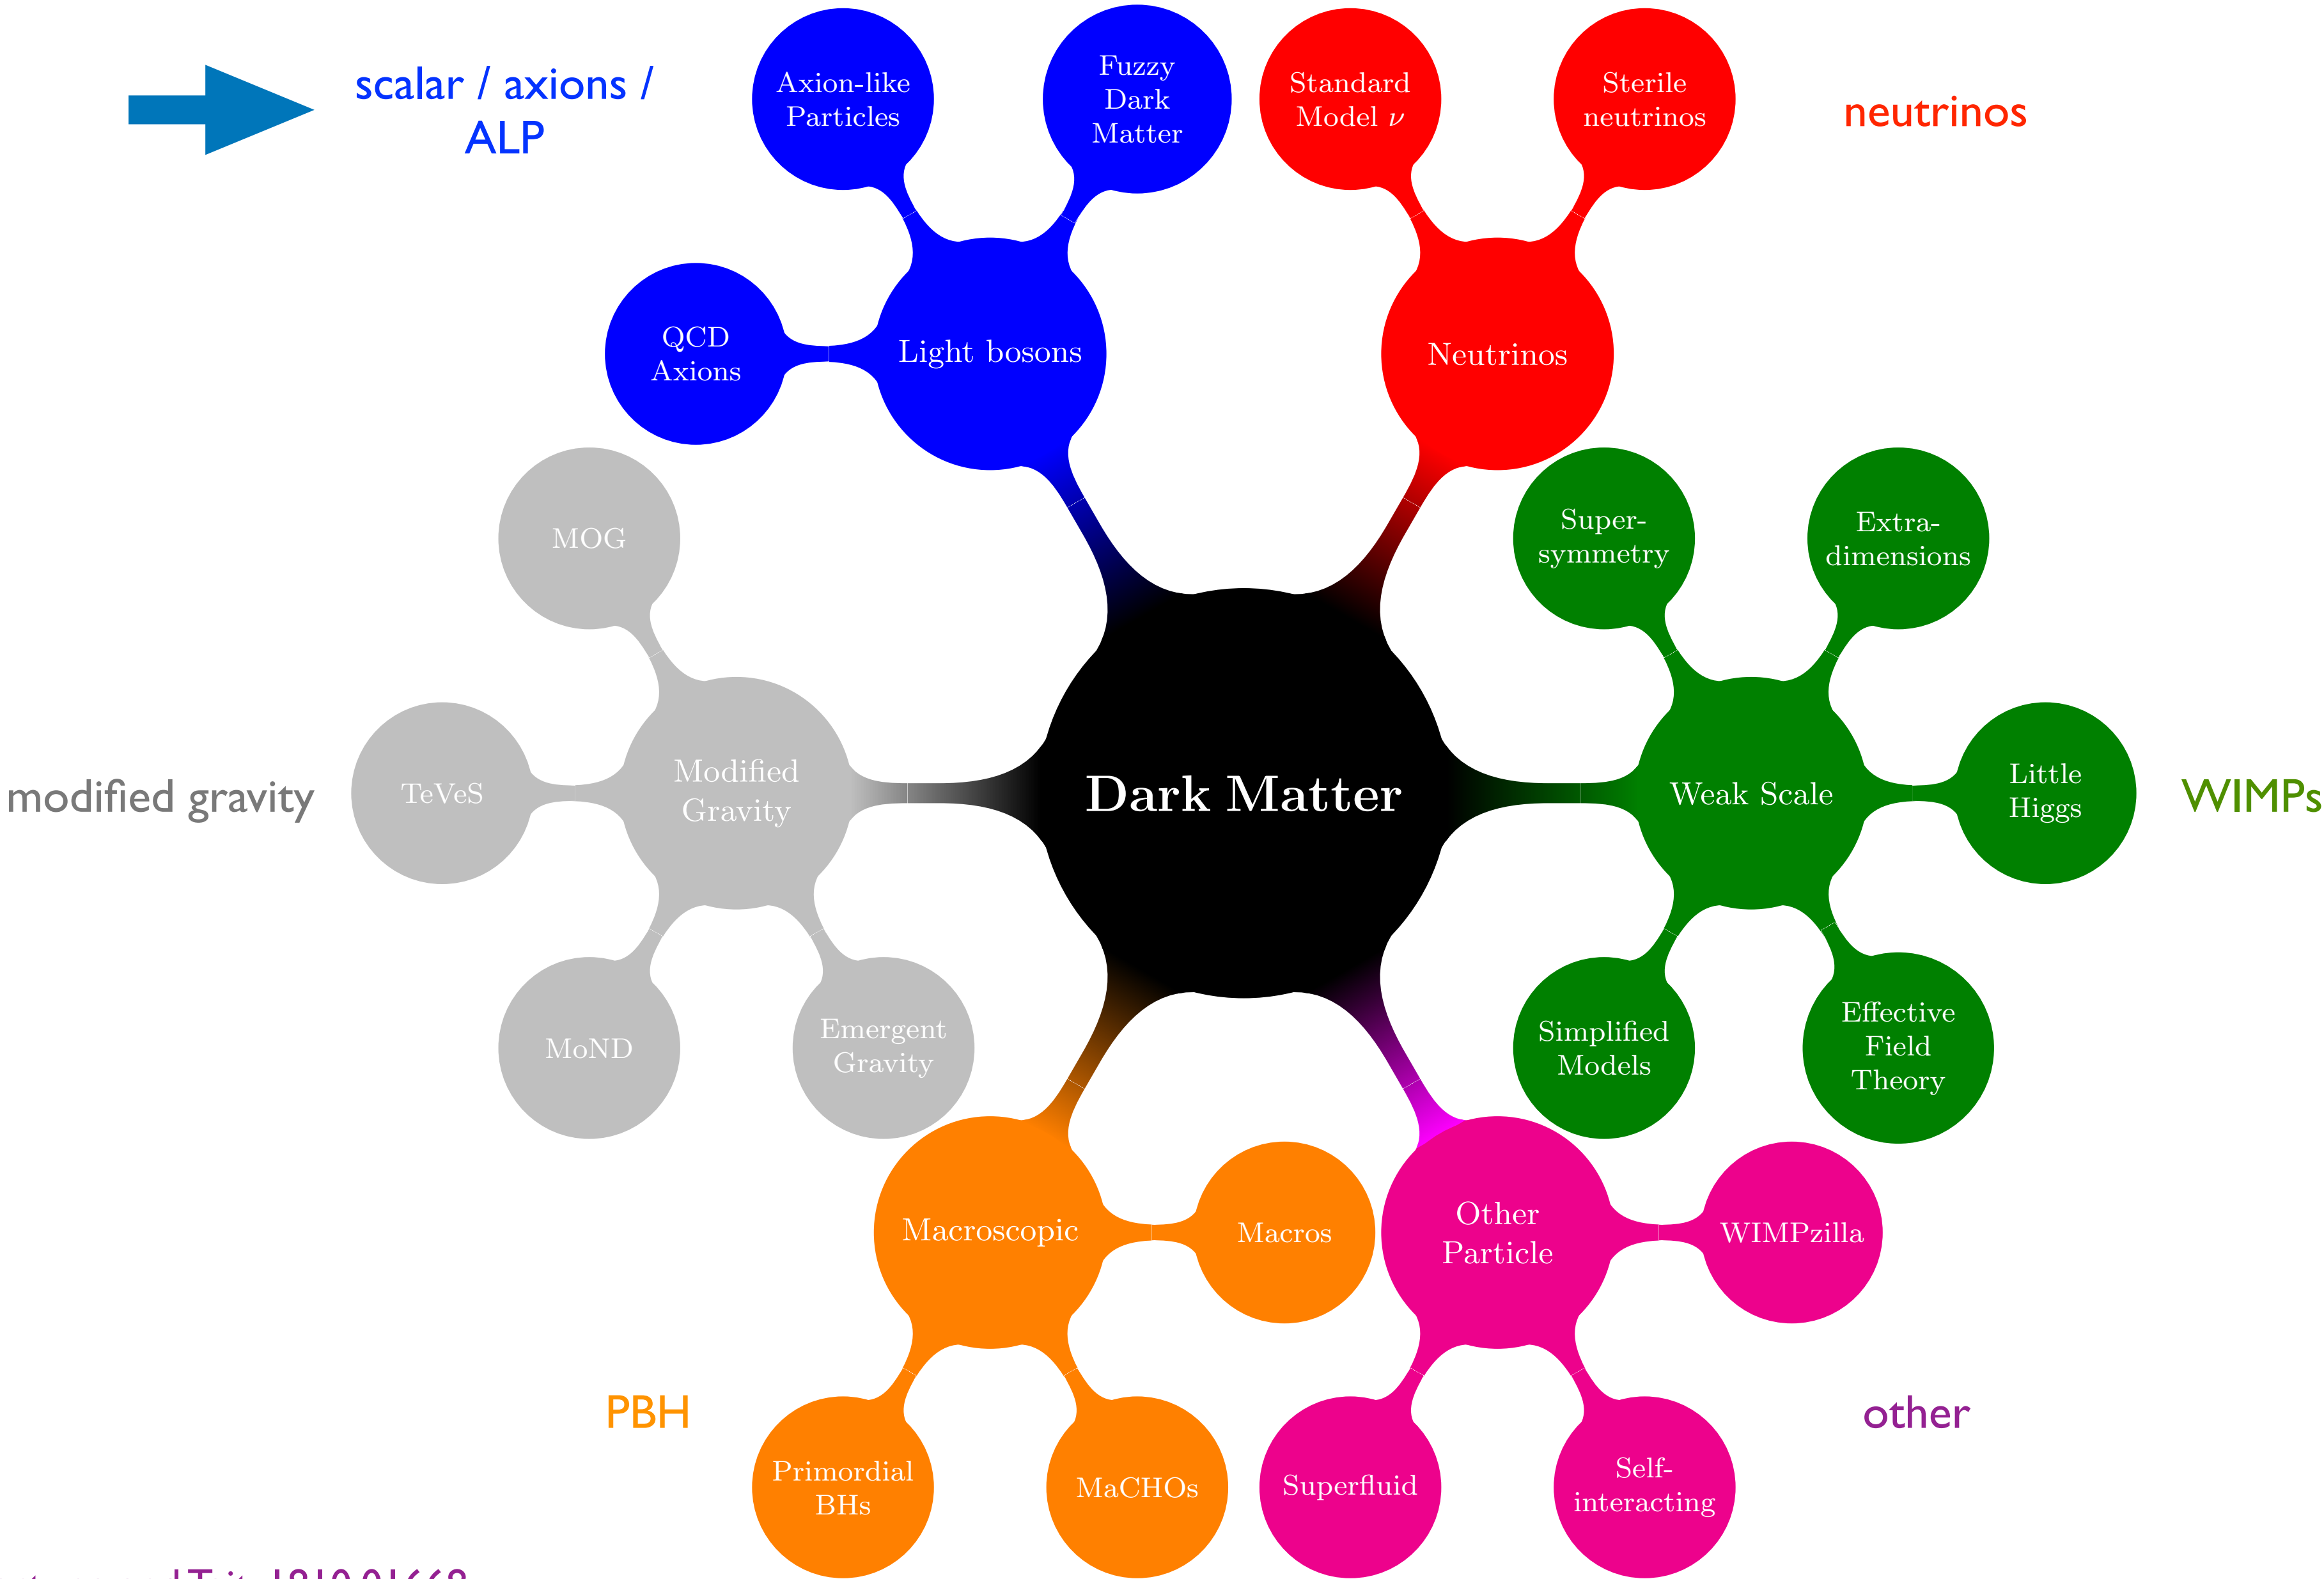 scalar / axions /
ALP
Axion-like
Particles
Fuzzy
Dark
Matter
Standard
Model ν
Sterile
neutrinos
neutrinos
QCD
Axions
Light bosons
Neutrinos
MOG
Super-
symmetry
Extra-
dimensions
modified gravity
TeVeS
Modified
Gravity
Dark Matter
Weak Scale
Little
Higgs
WIMPs
MoND
Emergent
Gravity
Simplified
Models
Effective
Field
Theory
Macroscopic
Macros
Other
Particle
WIMPzilla
PBH
other
Primordial
BHs
MaCHOs
Superfluid
Self-
interacting
1810.01668